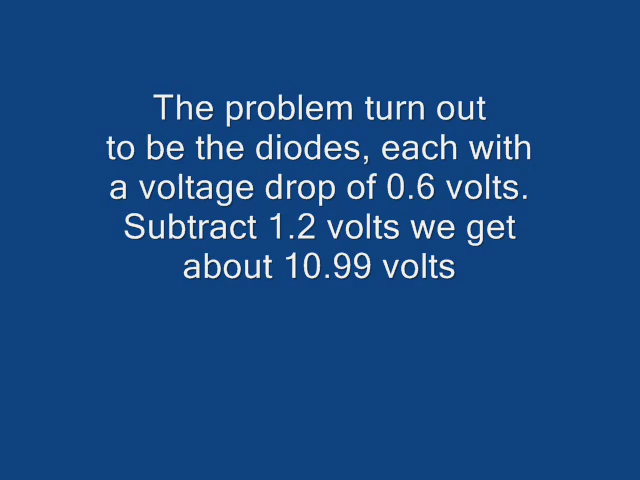 The problem turn out
to be the diodes, each with
a voltage drop of 0.6 volts.
Subtract 1.2 volts we get
about 10.99 volts